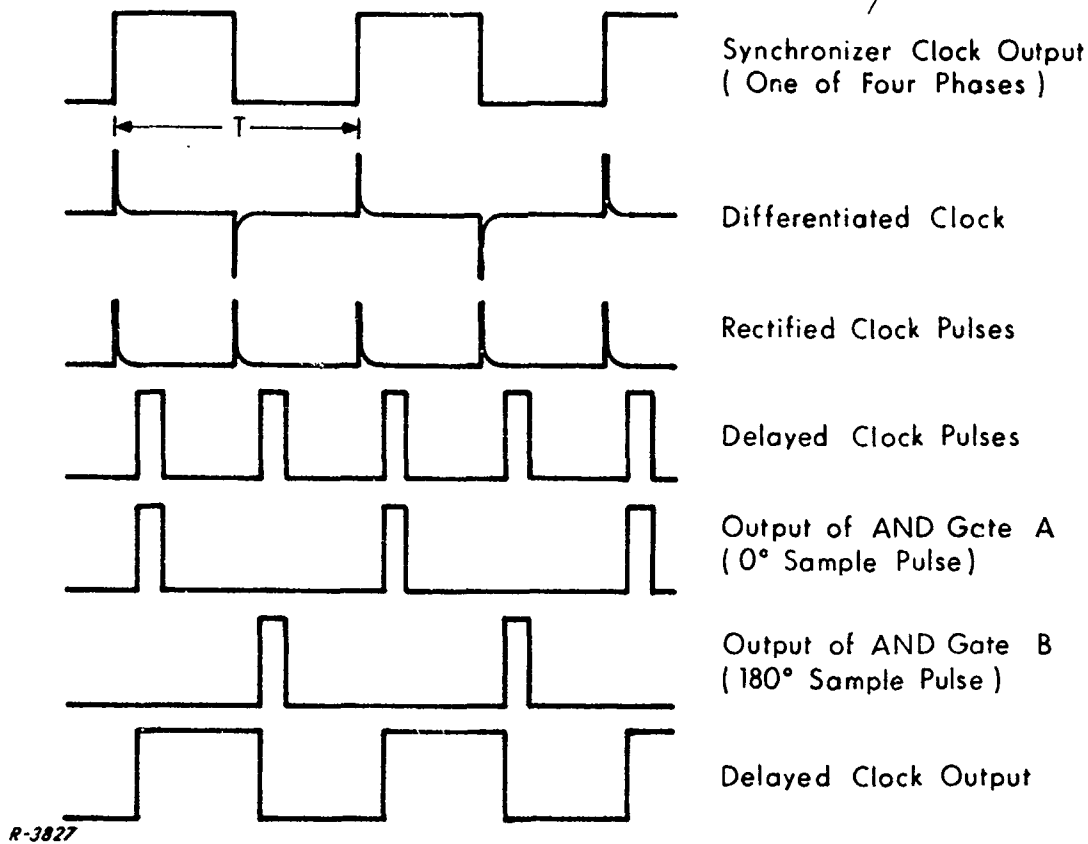 Synchronizer Clock Output
( One of Four Phases )
T
Differentiated Clock
Rectified Clock Pulses
Delayed Clock Pulses
Output of AND Gcte A
( 0° Sample Pulse )
Output of AND Gate B
( 180° Sample Pulse )
Delayed Clock Output
R-3827